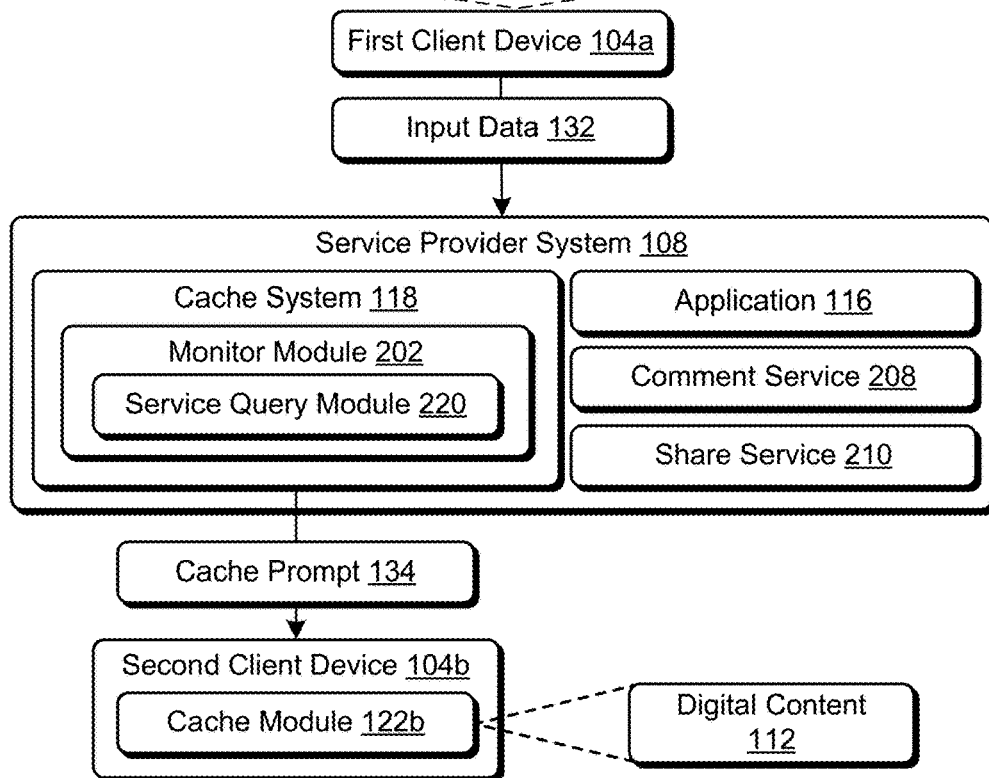 First Client Device 104a
Input Data 132
Service Provider System 108
Cache System 118
Monitor Module 202
Service Query Module 220
Application 116
Comment Service 208
Share Service 210
Cache Prompt 134
Second Client Device 104b
Cache Module 122b
Digital Content
112